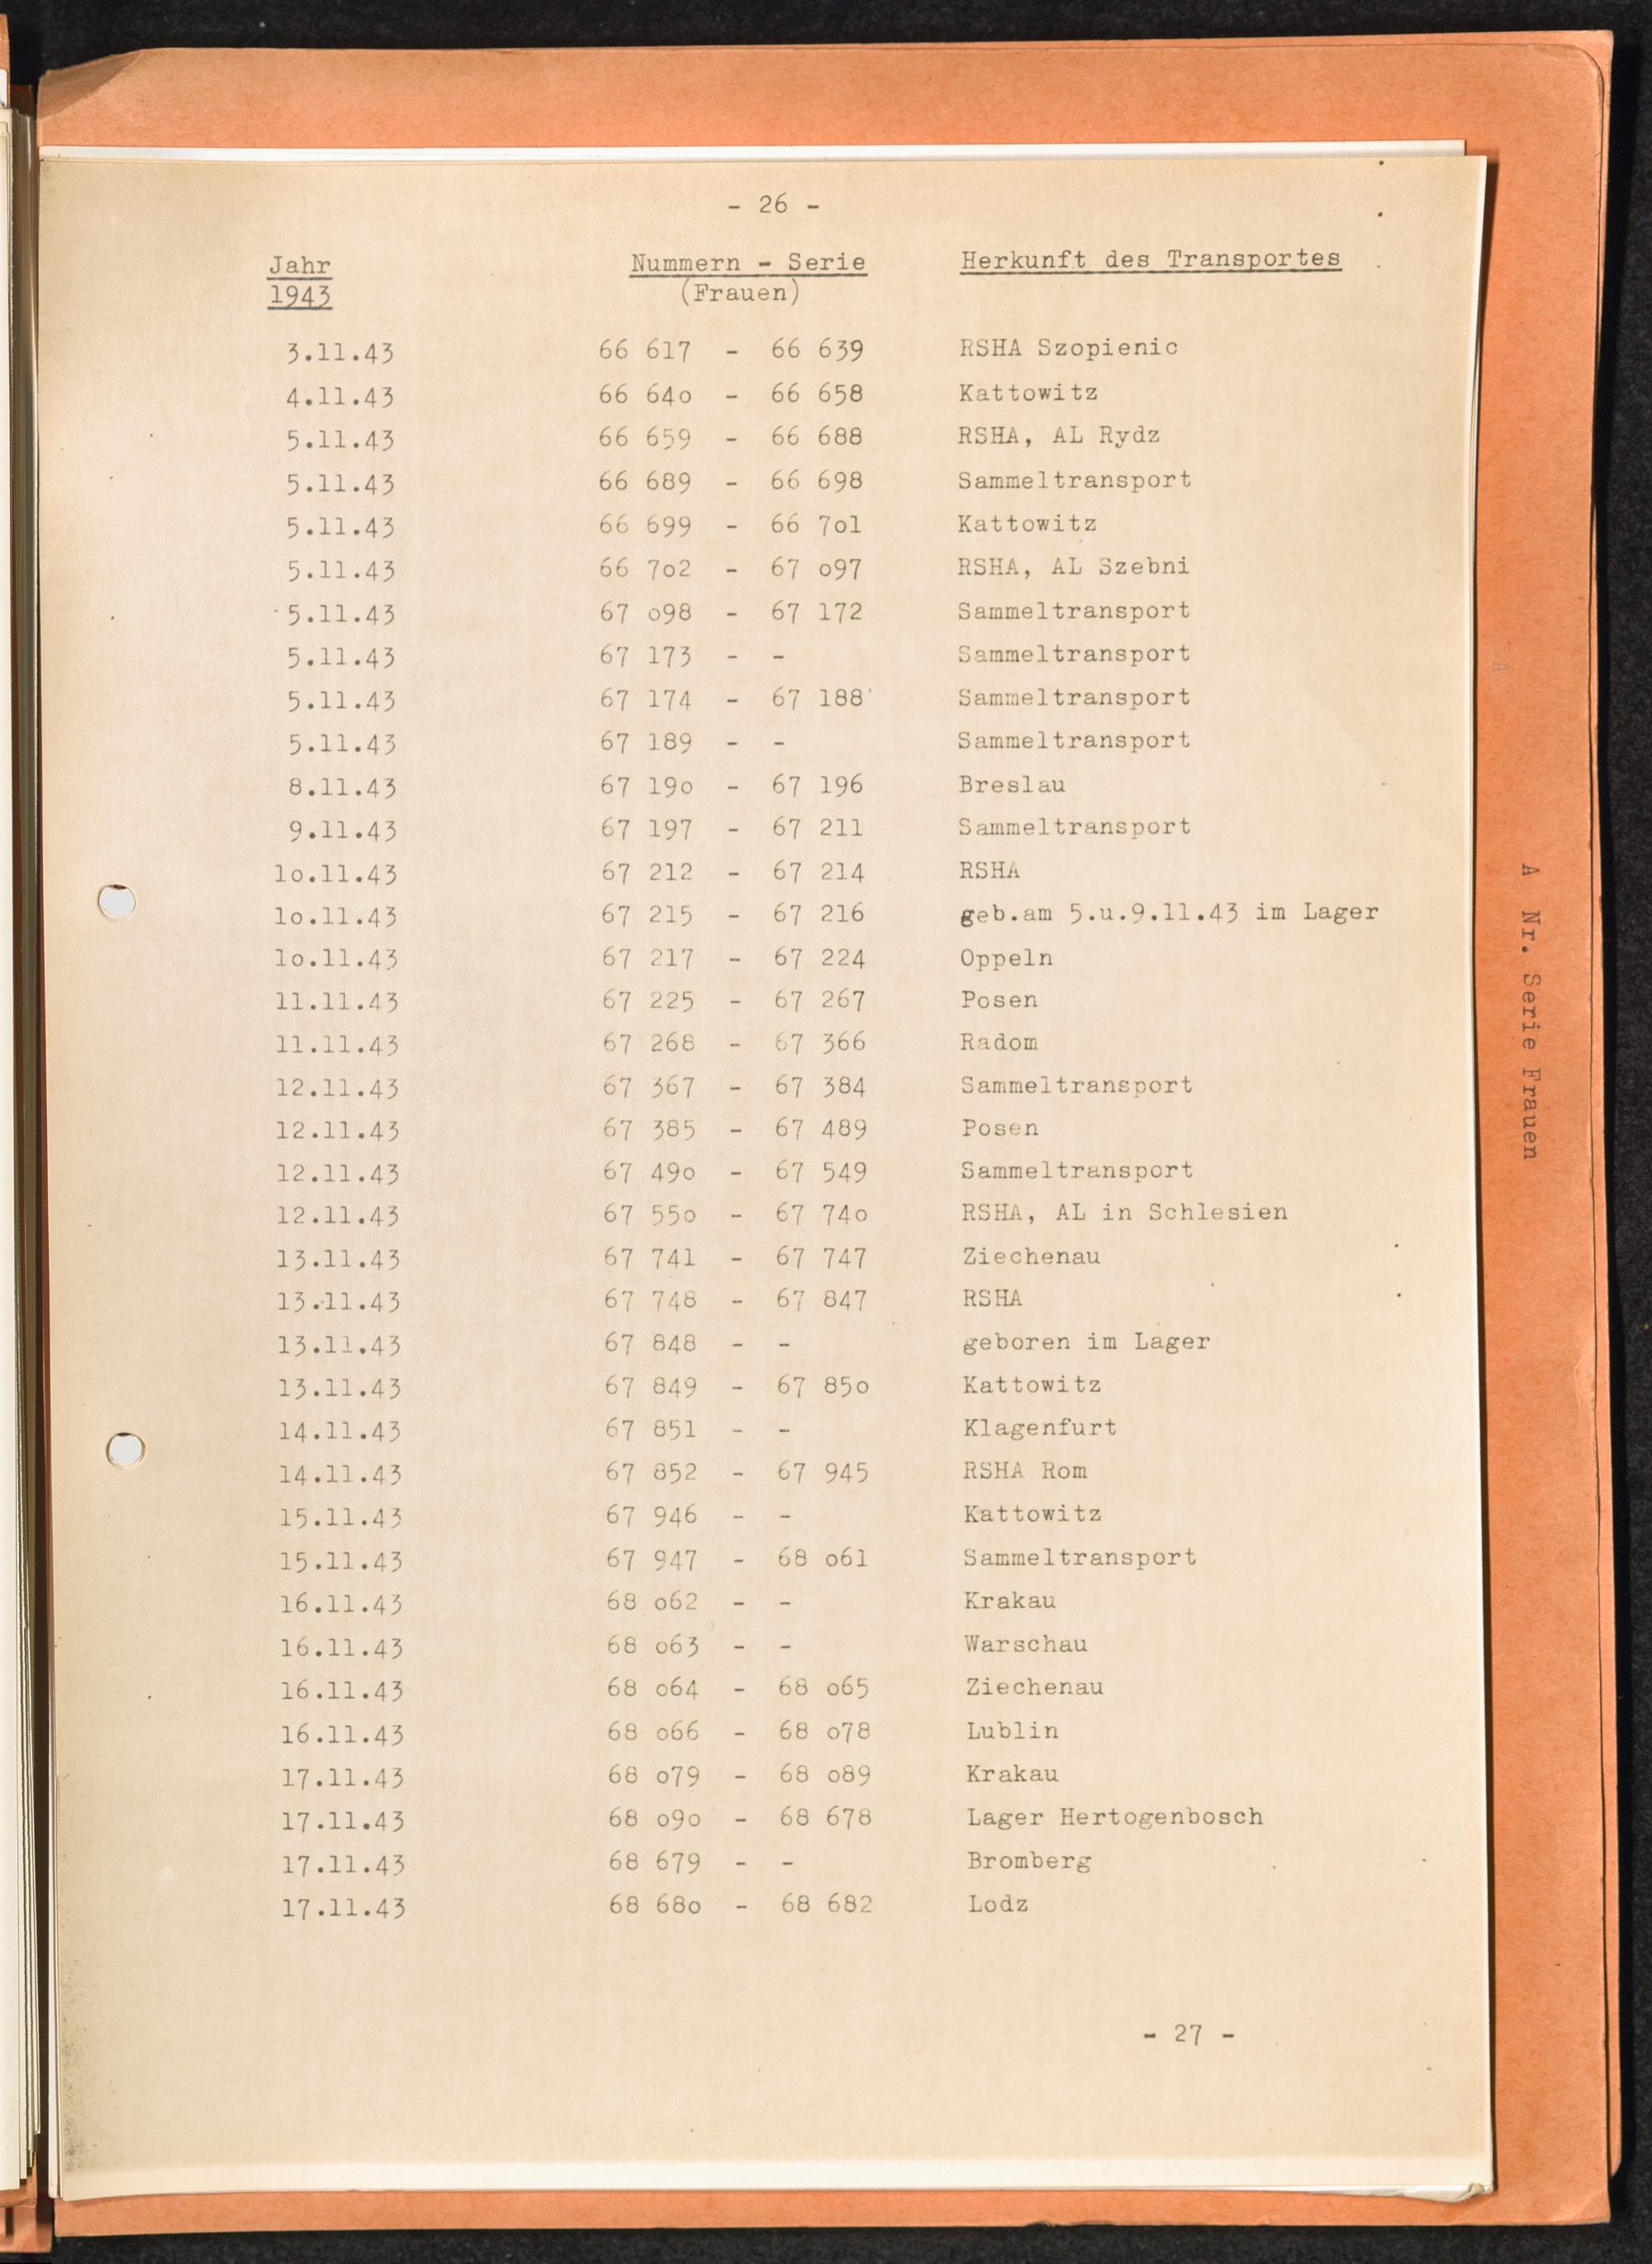 - 26 -
Jahr Nummern - Serie Herkunft des Transportes
1943 (Frauen)
3.11.43 66 617 - 66 639 RSHA Szopienic
4.11.43 66 64o - 66 658 Kattowitz
5.11.43 66 659 - 66 688 RSHA, AL Rydz
5.11.43 66 689 - 66 698 Sammeltransport
5.11.43 66 699 - 66 7o1 Kattowitz
5.11.43 66 7o2 - 67 o97 RSHA, AL Szebni
5.11.43 67 o98 - 67 172 Sammeltransport
5.11.43 67 173 - - Sammeltransport
5.11.43 67 174 - 67 188 Sammeltransport
5.11.43 67 189 - - Sammeltransport
8.11.43 67 19o - 67 196 Breslau
9.11.43 67 197 - 67 211 Sammeltransport
1o.11.43 67 212 - 67 214 RSHA
1o.11.43 67 215 - 67 216 geb.am 5.u.9.11.43 im Lager
1o.11.43 67 217 - 67 224 Oppeln
11.11.43 67 225 - 67 267 Posen
11.11.43 67 268 - 67 366 Radom
12.11.43 67 367 - 67 384 Sammeltransport
12.11.43 67 385 - 67 489 Posen
12.11.43 67 49o - 67 549 Sammeltransport
12.11.43 67 55o - 67 74o RSHA, AL in Schlesien
13.11.43 67 741 - 67 747 Ziechenau
13.11.43 67 748 - 67 847 RSHA
13.11.43 67 848 - - geboren im Lager
13.11.43 67 849 - 67 85o Kattowitz
14.11.43 67 851 - - Klagenfurt
14.11.43 67 852 - 67 945 RSHA Rom
15.11.43 67 946 - - Kattowitz
15.11.43 67 947 - 68 o61 Sammeltransport
16.11.43 68 o62 - - Krakau
16.11.43 68 o63 - - Warschau
16.11.43 68 o64 - 68 o65 Ziechenau
16.11.43 68 o66 - 68 o78 Lublin
17.11.43 68 o79 - 68 o89 Krakau
17.11.43 68 o9o - 68 678 Lager Hertogenbosch
17.11.43 68 679 - - Bromberg
17.11.43 68 68o - 68 682 Lodz
- 27 -
A Nr. Serie Frauen